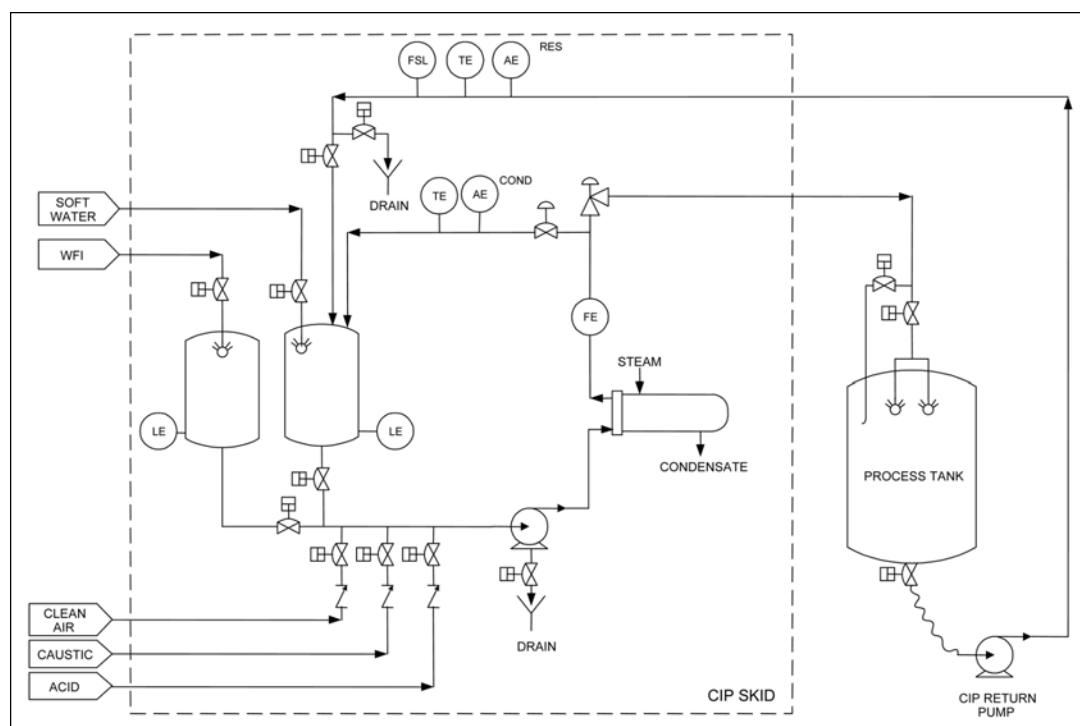 RES
FSL
TE
AE
DRAIN
COND
TE
AE
SOFT
WATER
WFI
FE
STEAM
LE
LE
CONDENSATE
PROCESS TANK
CLEAN
AIR
CAUSTIC
ACID
DRAIN
CIP SKID
CIP RETURN
PUMP